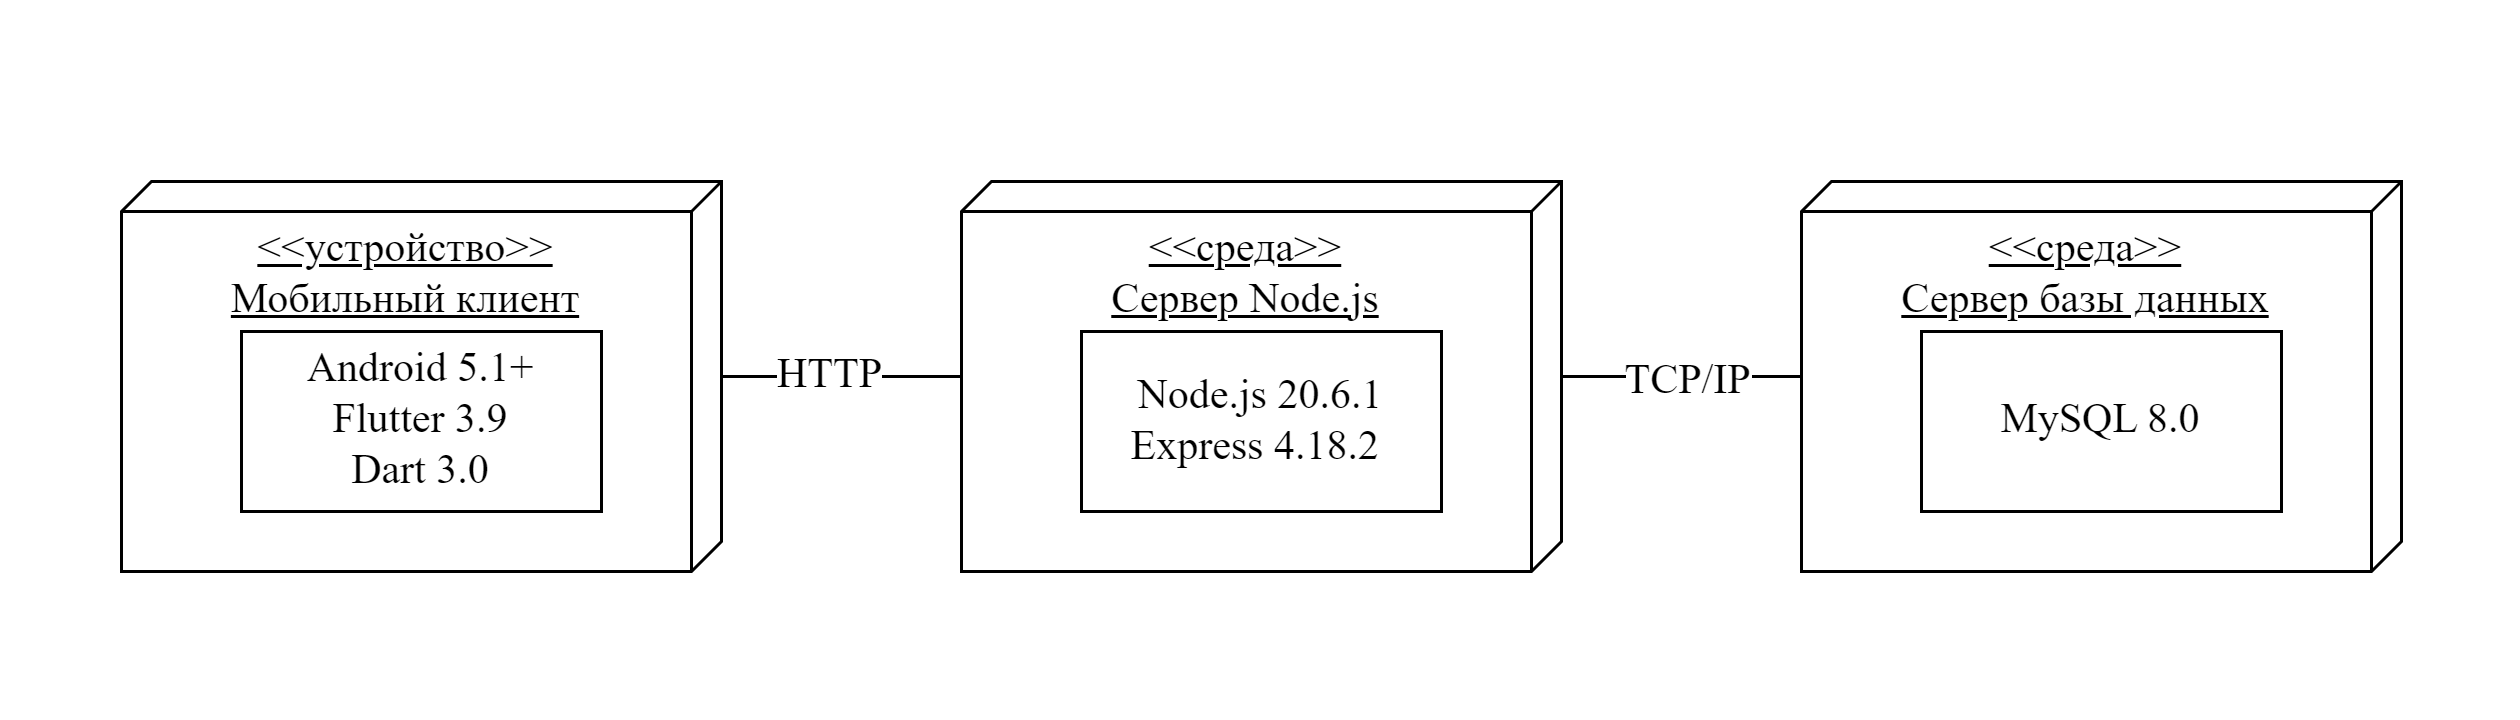 <<устройство>>
Мобильный клиент
Android 5.1+
Flutter 3.9
Dart 3.0
HTTP
<<среда>>
Сервер Node.js
Node.js 20.6.1
Express 4.18.2
TCP/IP
<<среда>>
Сервер базы данных
MySQL 8.0